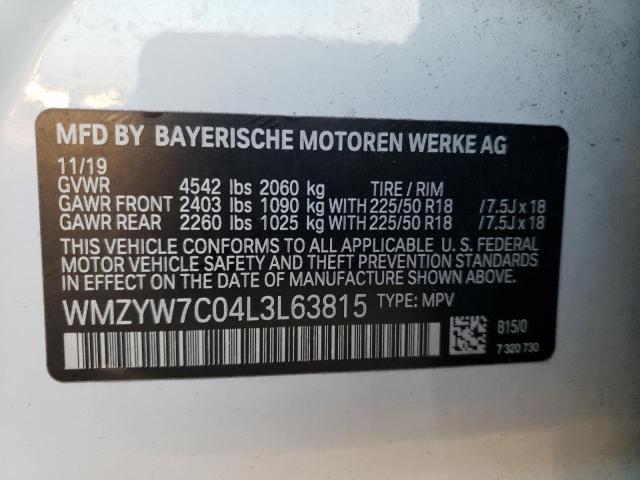 MFD BY BAYERISCHE MOTOREN WERKE AG
11/19
GVWR 4542 lbs 2060 kg TIRE / RIM
GAWR FRONT 2403 lbs 1090 kg WITH 225/50 R18 /7.5J x 18
GAWR REAR 2260 lbs 1025 kg WITH 225/50 R18 /7.5J x 18
THIS VEHICLE CONFORMS TO ALL APPLICABLE U. S. FEDERAL
MOTOR VEHICLE SAFETY AND THEFT PREVENTION STANDARDS
IN EFFECT ON THE DATE OF MANUFACTURE SHOWN ABOVE.
WMZYW7C04L3L63815 TYPE: MPV
B15/0
7 320 730